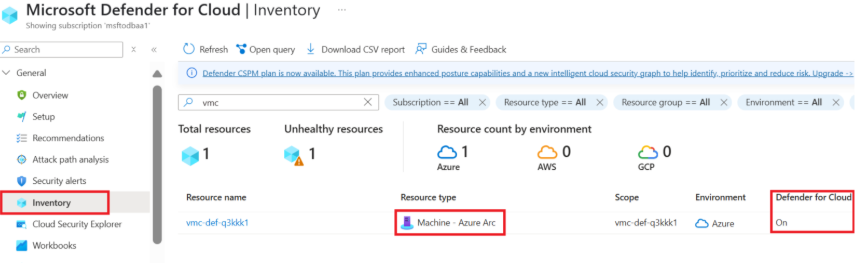 Microsoft Defender for Cloud | Inventory ...
Showing subscription 'msftodbaa1'
Search
General
Overview
Setup
Recommendations
Attack path analysis
Security alerts
Inventory
Cloud Security Explorer
Workbooks
Refresh Open query Download CSV report Guides & Feedback
Defender CSPM plan is now available. This plan provides enhanced posture capabilities and a new intelligent cloud security graph to help identify, prioritize and reduce risk. Upgrade ->
vmc Subscription == All Resource type == All Resource group == All Environment == All
Total resources Unhealthy resources Resource count by environment
1 1 1 0 0
Azure AWS GCP
Resource name Resource type Scope Environment Defender for Cloud
vmc-def-q3kkk1 Machine - Azure Arc vmc-def-q3kkk1 Azure On